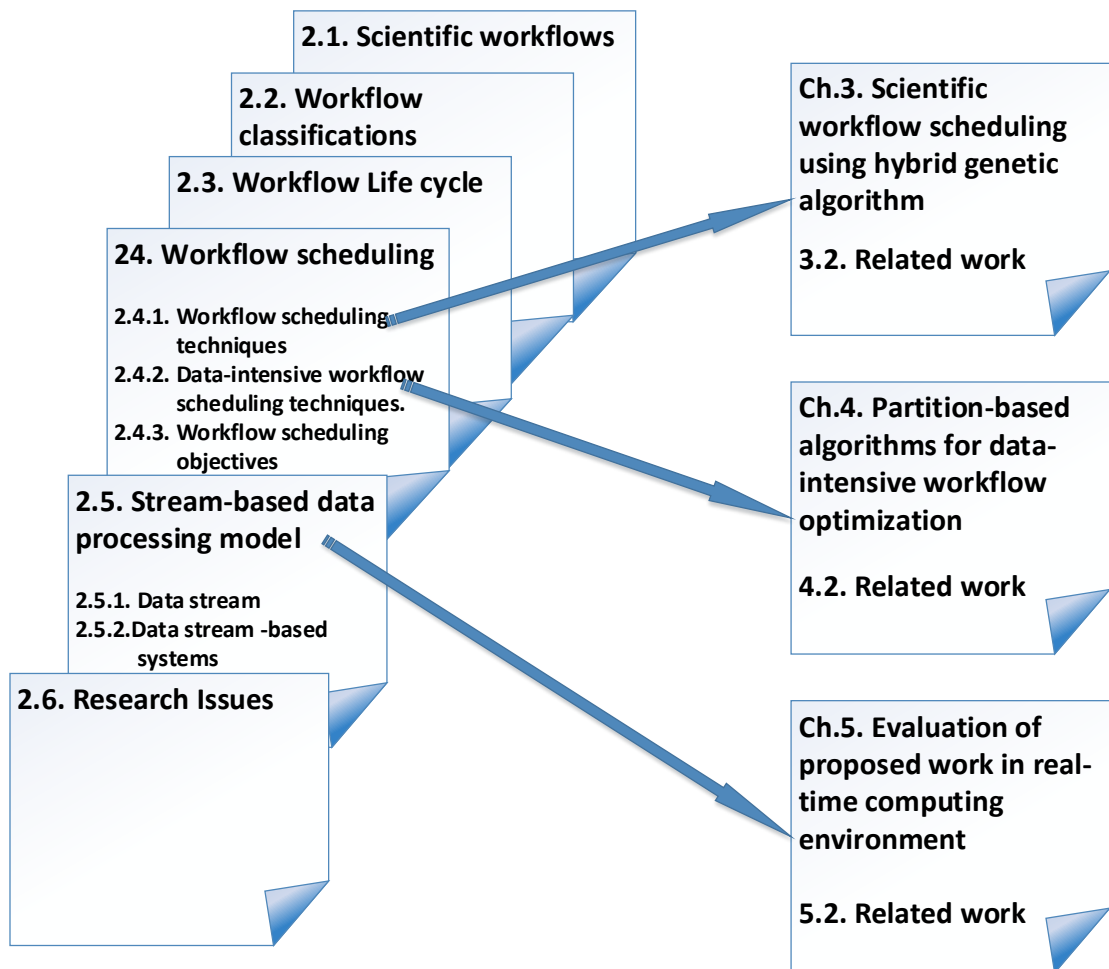 2.1. Scientific workflows
2.2. Workflow
classifications
2.3. Workflow Life cycle
24. Workflow scheduling
2.4.1. Workflow scheduling
techniques
2.4.2. Data-intensive workflow
scheduling techniques.
2.4.3. Workflow scheduling
objectives
2.5. Stream-based data
processing model
2.5.1. Data stream
2.5.2.Data stream -based
systems
2.6. Research Issues
Ch.3. Scientific
workflow scheduling
using hybrid genetic
algorithm
3.2. Related work
Ch.4. Partition-based
algorithms for data-
intensive workflow
optimization
4.2. Related work
Ch.5. Evaluation of
proposed work in real-
time computing
environment
5.2. Related work